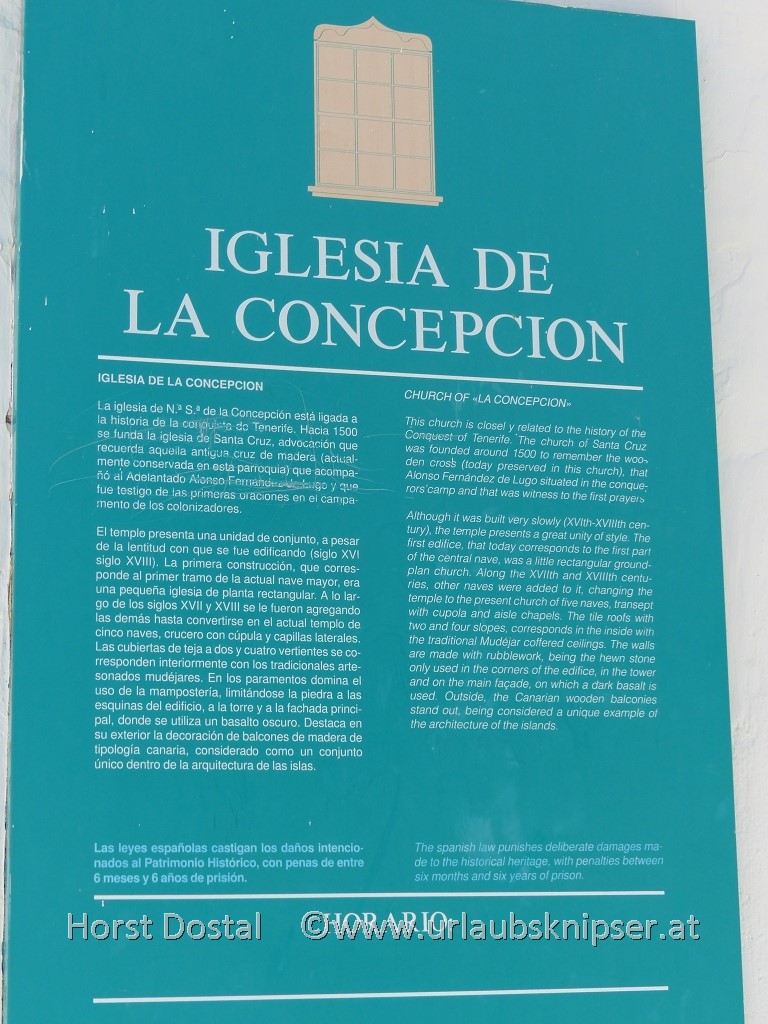 IGLESIA DE
LA CONCEPCION
IGLESIA DE LA CONCEPCION
La iglesia de N.ª S.ª de la Concepción está ligada a
la historia de la conquista de Tenerife. Hacia 1500
se funda la iglesia de Santa Cruz, advocación que
recuerda aquella antigua cruz de madera (actual-
mente conservada en esta parroquia) que acompa-
ñó al Adelantado Alonso Fernández de Lugo y que
fue testigo de las primeras oraciones en el campa-
mento de los colonizadores.
El templo presenta una unidad de conjunto, a pesar
de la lentitud con que se fue edificando (siglo XVI
siglo XVIII). La primera construcción, que corres-
ponde al primer tramo de la actual nave mayor, era
una pequeña iglesia de planta rectangular. A lo lar-
go de los siglos XVII y XVIII se le fueron agregando
las demás hasta convertirse en el actual templo de
cinco naves, crucero con cúpula y capillas laterales.
Las cubiertas de teja a dos y cuatro vertientes se co-
rresponden interiormente con los tradicionales arte-
sonados mudéjares. En los paramentos domina el
uso de la mampostería, limitándose la piedra a las
esquinas del edificio, a la torre y a la fachada princi-
pal, donde se utiliza un basalto oscuro. Destaca en
su exterior la decoración de balcones de madera de
tipología canaria, considerado como un conjunto
único dentro de la arquitectura de las islas.
CHURCH OF «LA CONCEPCION»
This church is closel y related to the history of the
Conquest of Tenerife. The church of Santa Cruz
was founded around 1500 to remember the woo-
den cross (today preserved in this church), that
Alonso Fernández de Lugo situated in the conque-
rors'camp and that was witness to the first prayers
Although it was built very slowly (XVIth-XVIIIth cen-
tury), the temple presents a great unity of style. The
first edifice, that today corresponds to the first part
of the central nave, was a little rectangular ground-
plan church. Along the XVIIth and XVIIIth centu-
ries, other naves were added to it, changing the
temple to the present church of five naves, transept
with cupola and aisle chapels. The tile roofs with
two and four slopes, corresponds in the inside with
the traditional Mudéjar coffered ceilings. The walls
are made with rubblework, being the hewn stone
only used in the corners of the edifice, in the tower
and on the main façade, on which a dark basalt is
used. Outside, the Canarian wooden balconies
stand out, being considered a unique example of
the architecture of the islands.
Las leyes españolas castigan los daños intencio-
nados al Patrimonio Histórico, con penas de entre
6 meses y 6 años de prisión.
The spanish law punishes deliberate damages ma-
de to the historical heritage, with penalties between
six months and six years of prison.
HORARIO:
Horst Dostal ©www.urlaubsknipser.at